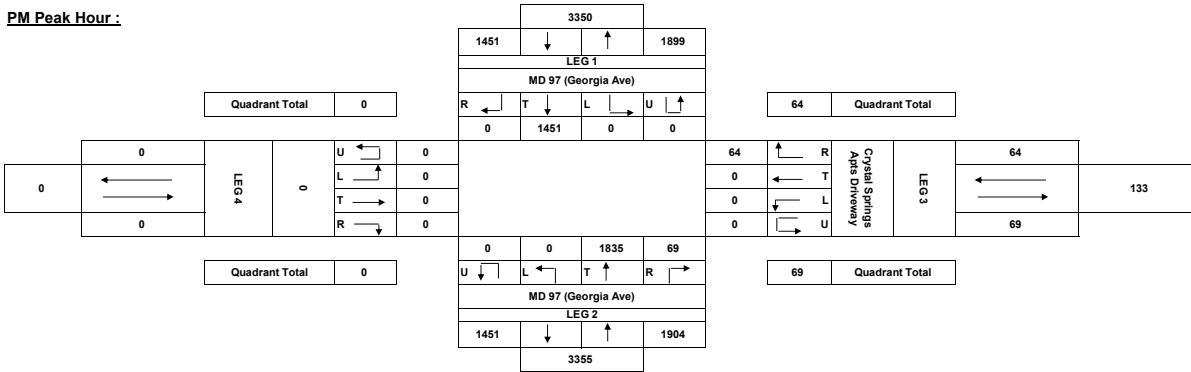 PM Peak Hour :
3350
1451 1899
LEG 1
MD 97 (Georgia Ave)
Quadrant Total 0
R T L U
64 Quadrant Total
0 1451 0 0
0
0
0
LEG 4
0
U 0
L 0
T 0
R 0
64 R
0 T
0 L
0 U
Crystal Springs
Apts Driveway
LEG 3
64
69
133
0 0 1835 69
Quadrant Total 0
U L T R
69 Quadrant Total
MD 97 (Georgia Ave)
LEG 2
1451 1904
3355